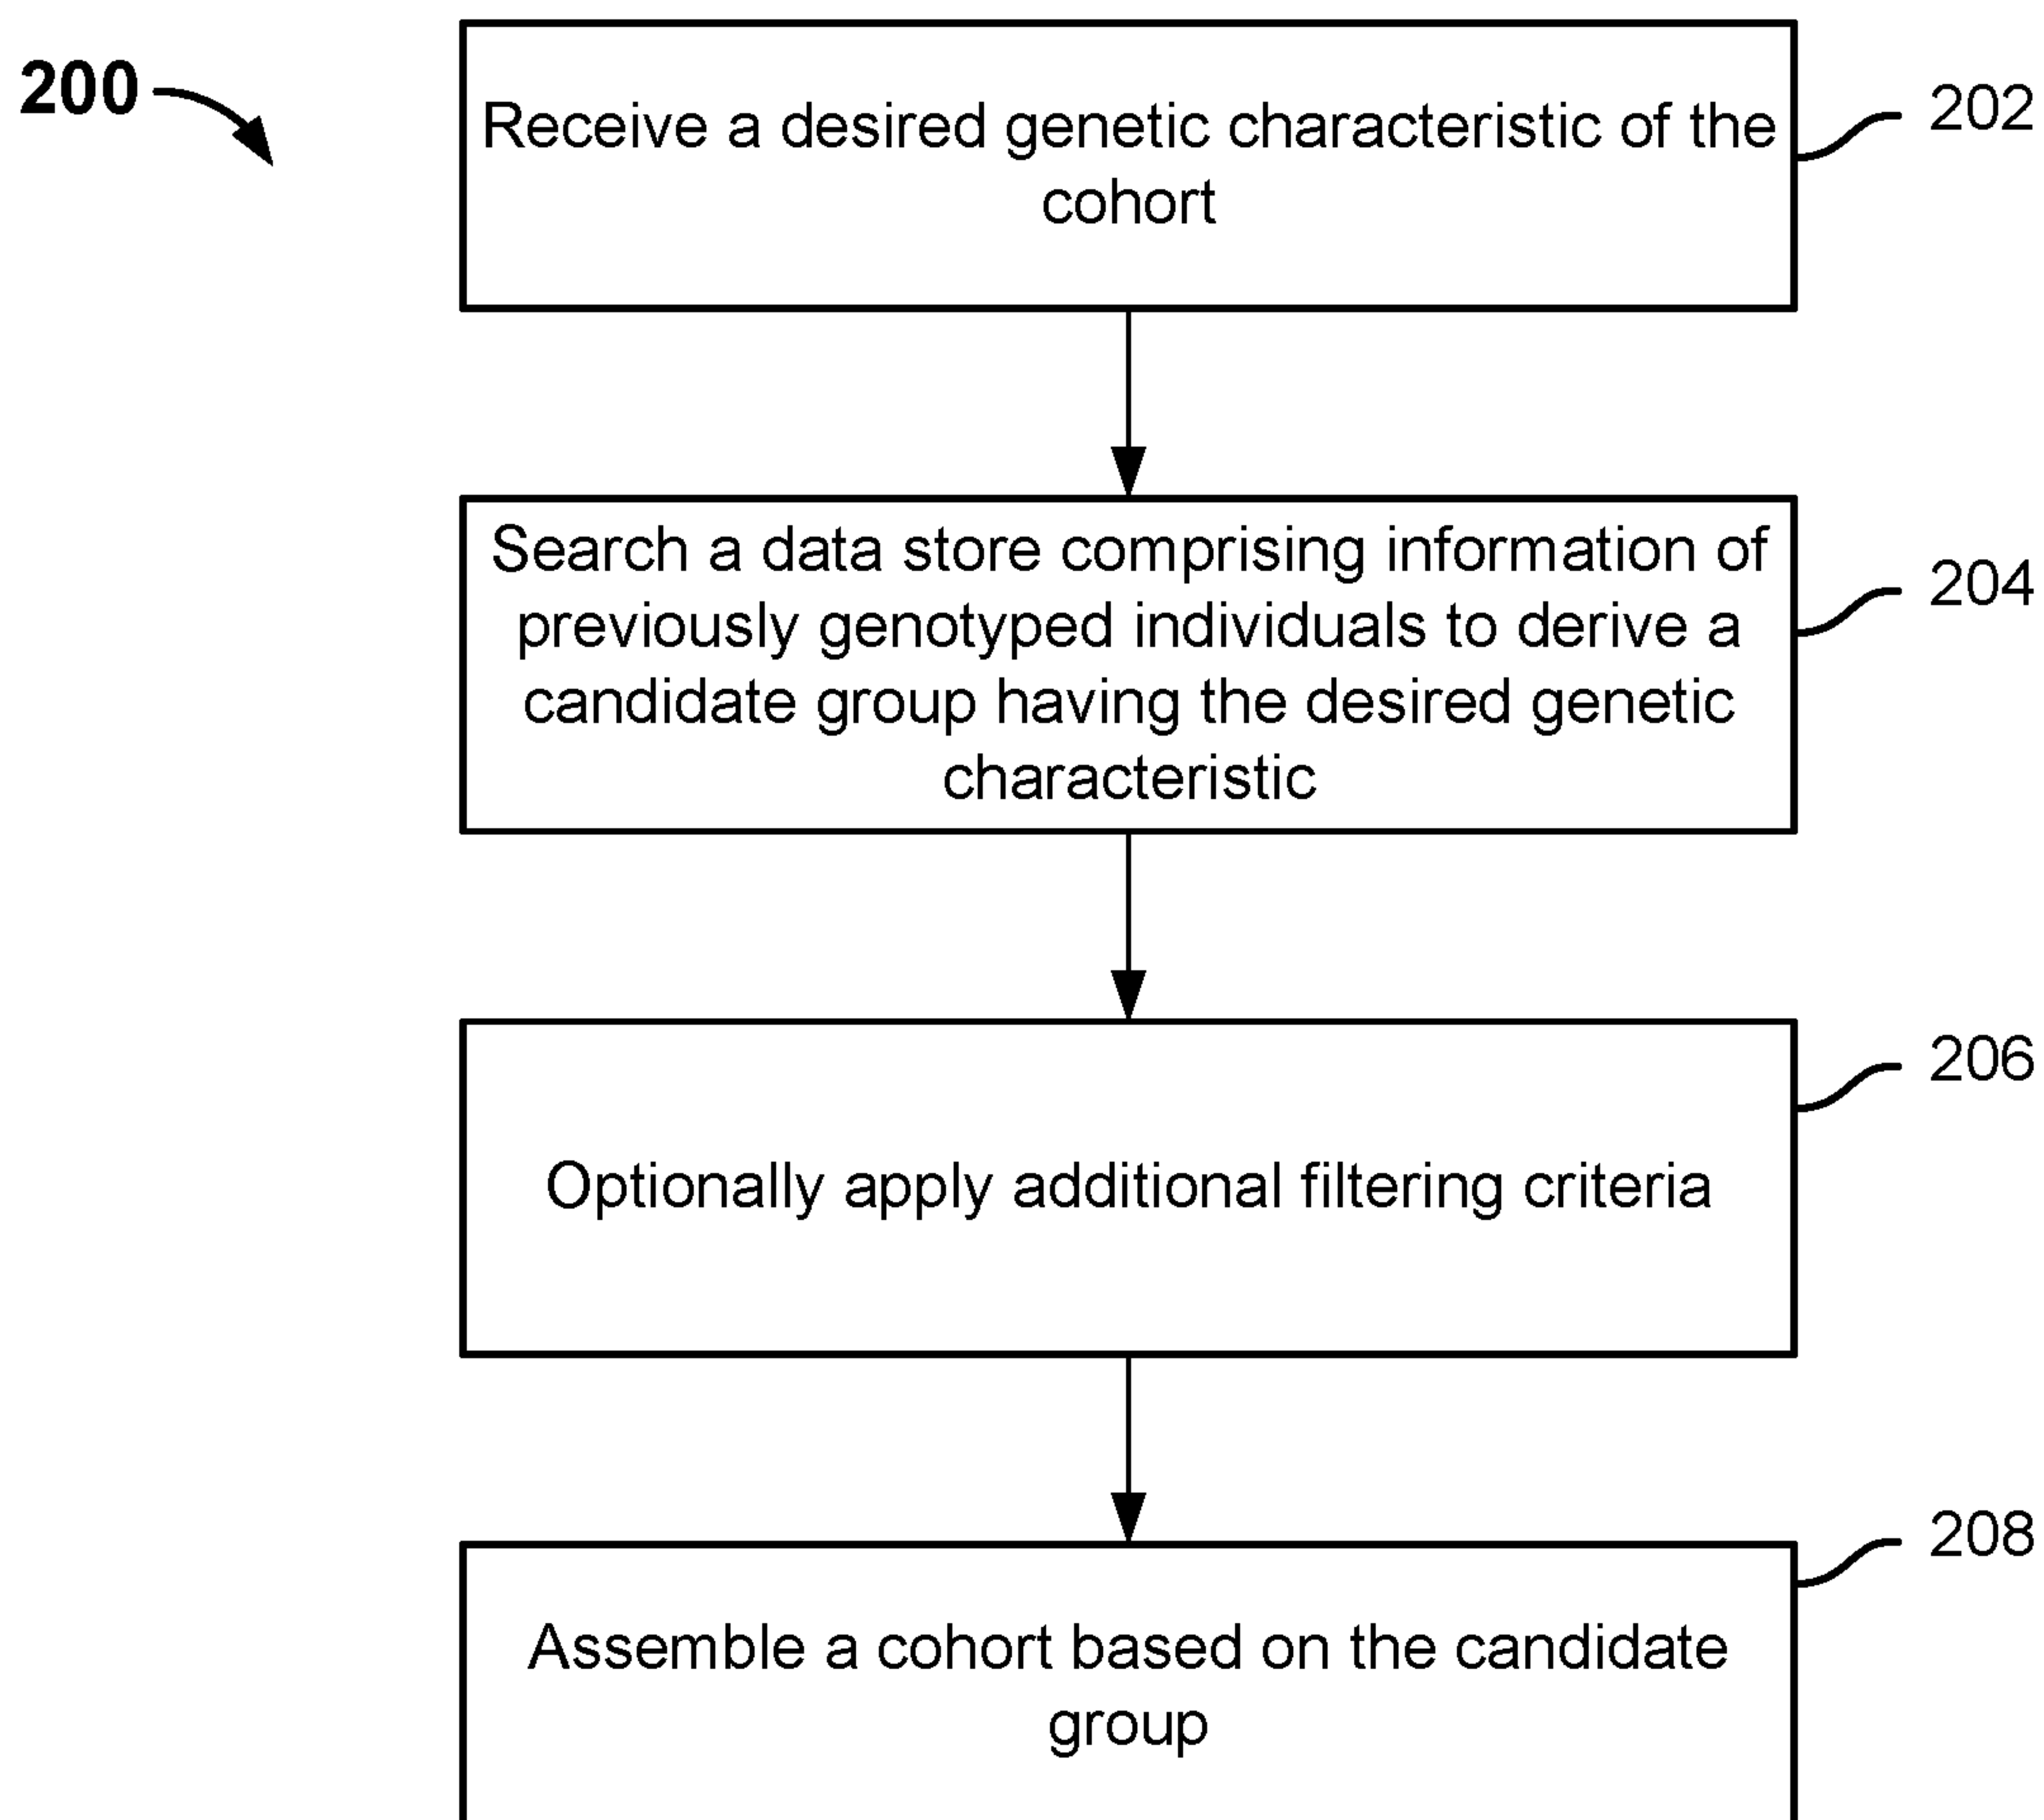 200
Receive a desired genetic characteristic of the
cohort
202
Search a data store comprising information of
previously genotyped individuals to derive a
candidate group having the desired genetic
characteristic
204
Optionally apply additional filtering criteria
206
Assemble a cohort based on the candidate
group
208